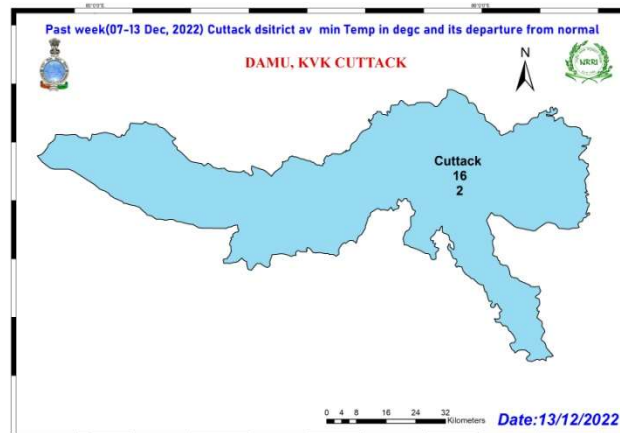 Past week(07-13 Dec, 2022) Cuttack dsitrict av min Temp in degc and its departure from normal
DAMU, KVK CUTTACK
N
NRRI
Cuttack
16
2
0 4 8 16 24 32
Kilometers
Date:13/12/2022